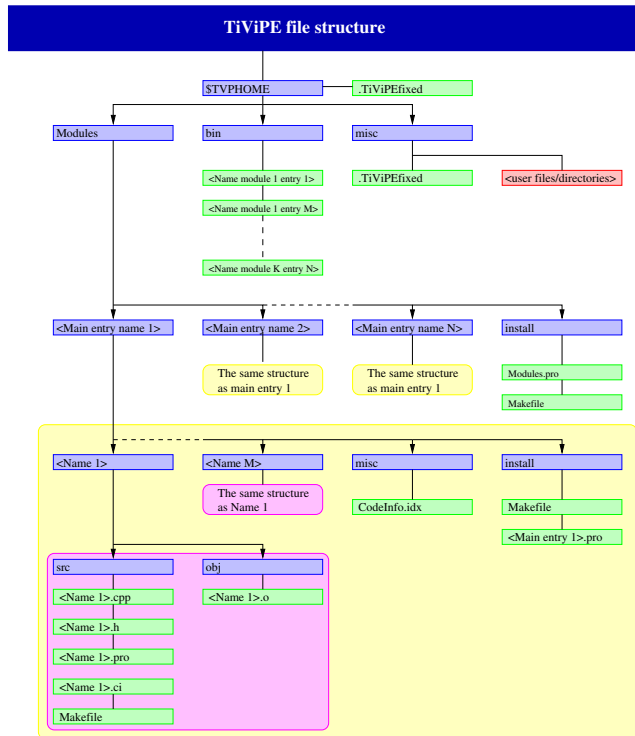 TiViPE file structure
$TVPHOME
.TiViPEfixed
Modules
bin
misc
<Name module 1 entry 1>
.TiViPEfixed
<user files/directories>
<Name module 1 entry M>
<Name module K entry N>
<Main entry name 1>
<Main entry name 2>
<Main entry name N>
install
The same structure
as main entry 1
The same structure
as main entry 1
Modules.pro
Makefile
<Name 1>
<Name M>
misc
install
The same structure
as Name 1
CodeInfo.idx
Makefile
<Main entry 1>.pro
src
obj
<Name 1>.cpp
<Name 1>.o
<Name 1>.h
<Name 1>.pro
<Name 1>.ci
Makefile